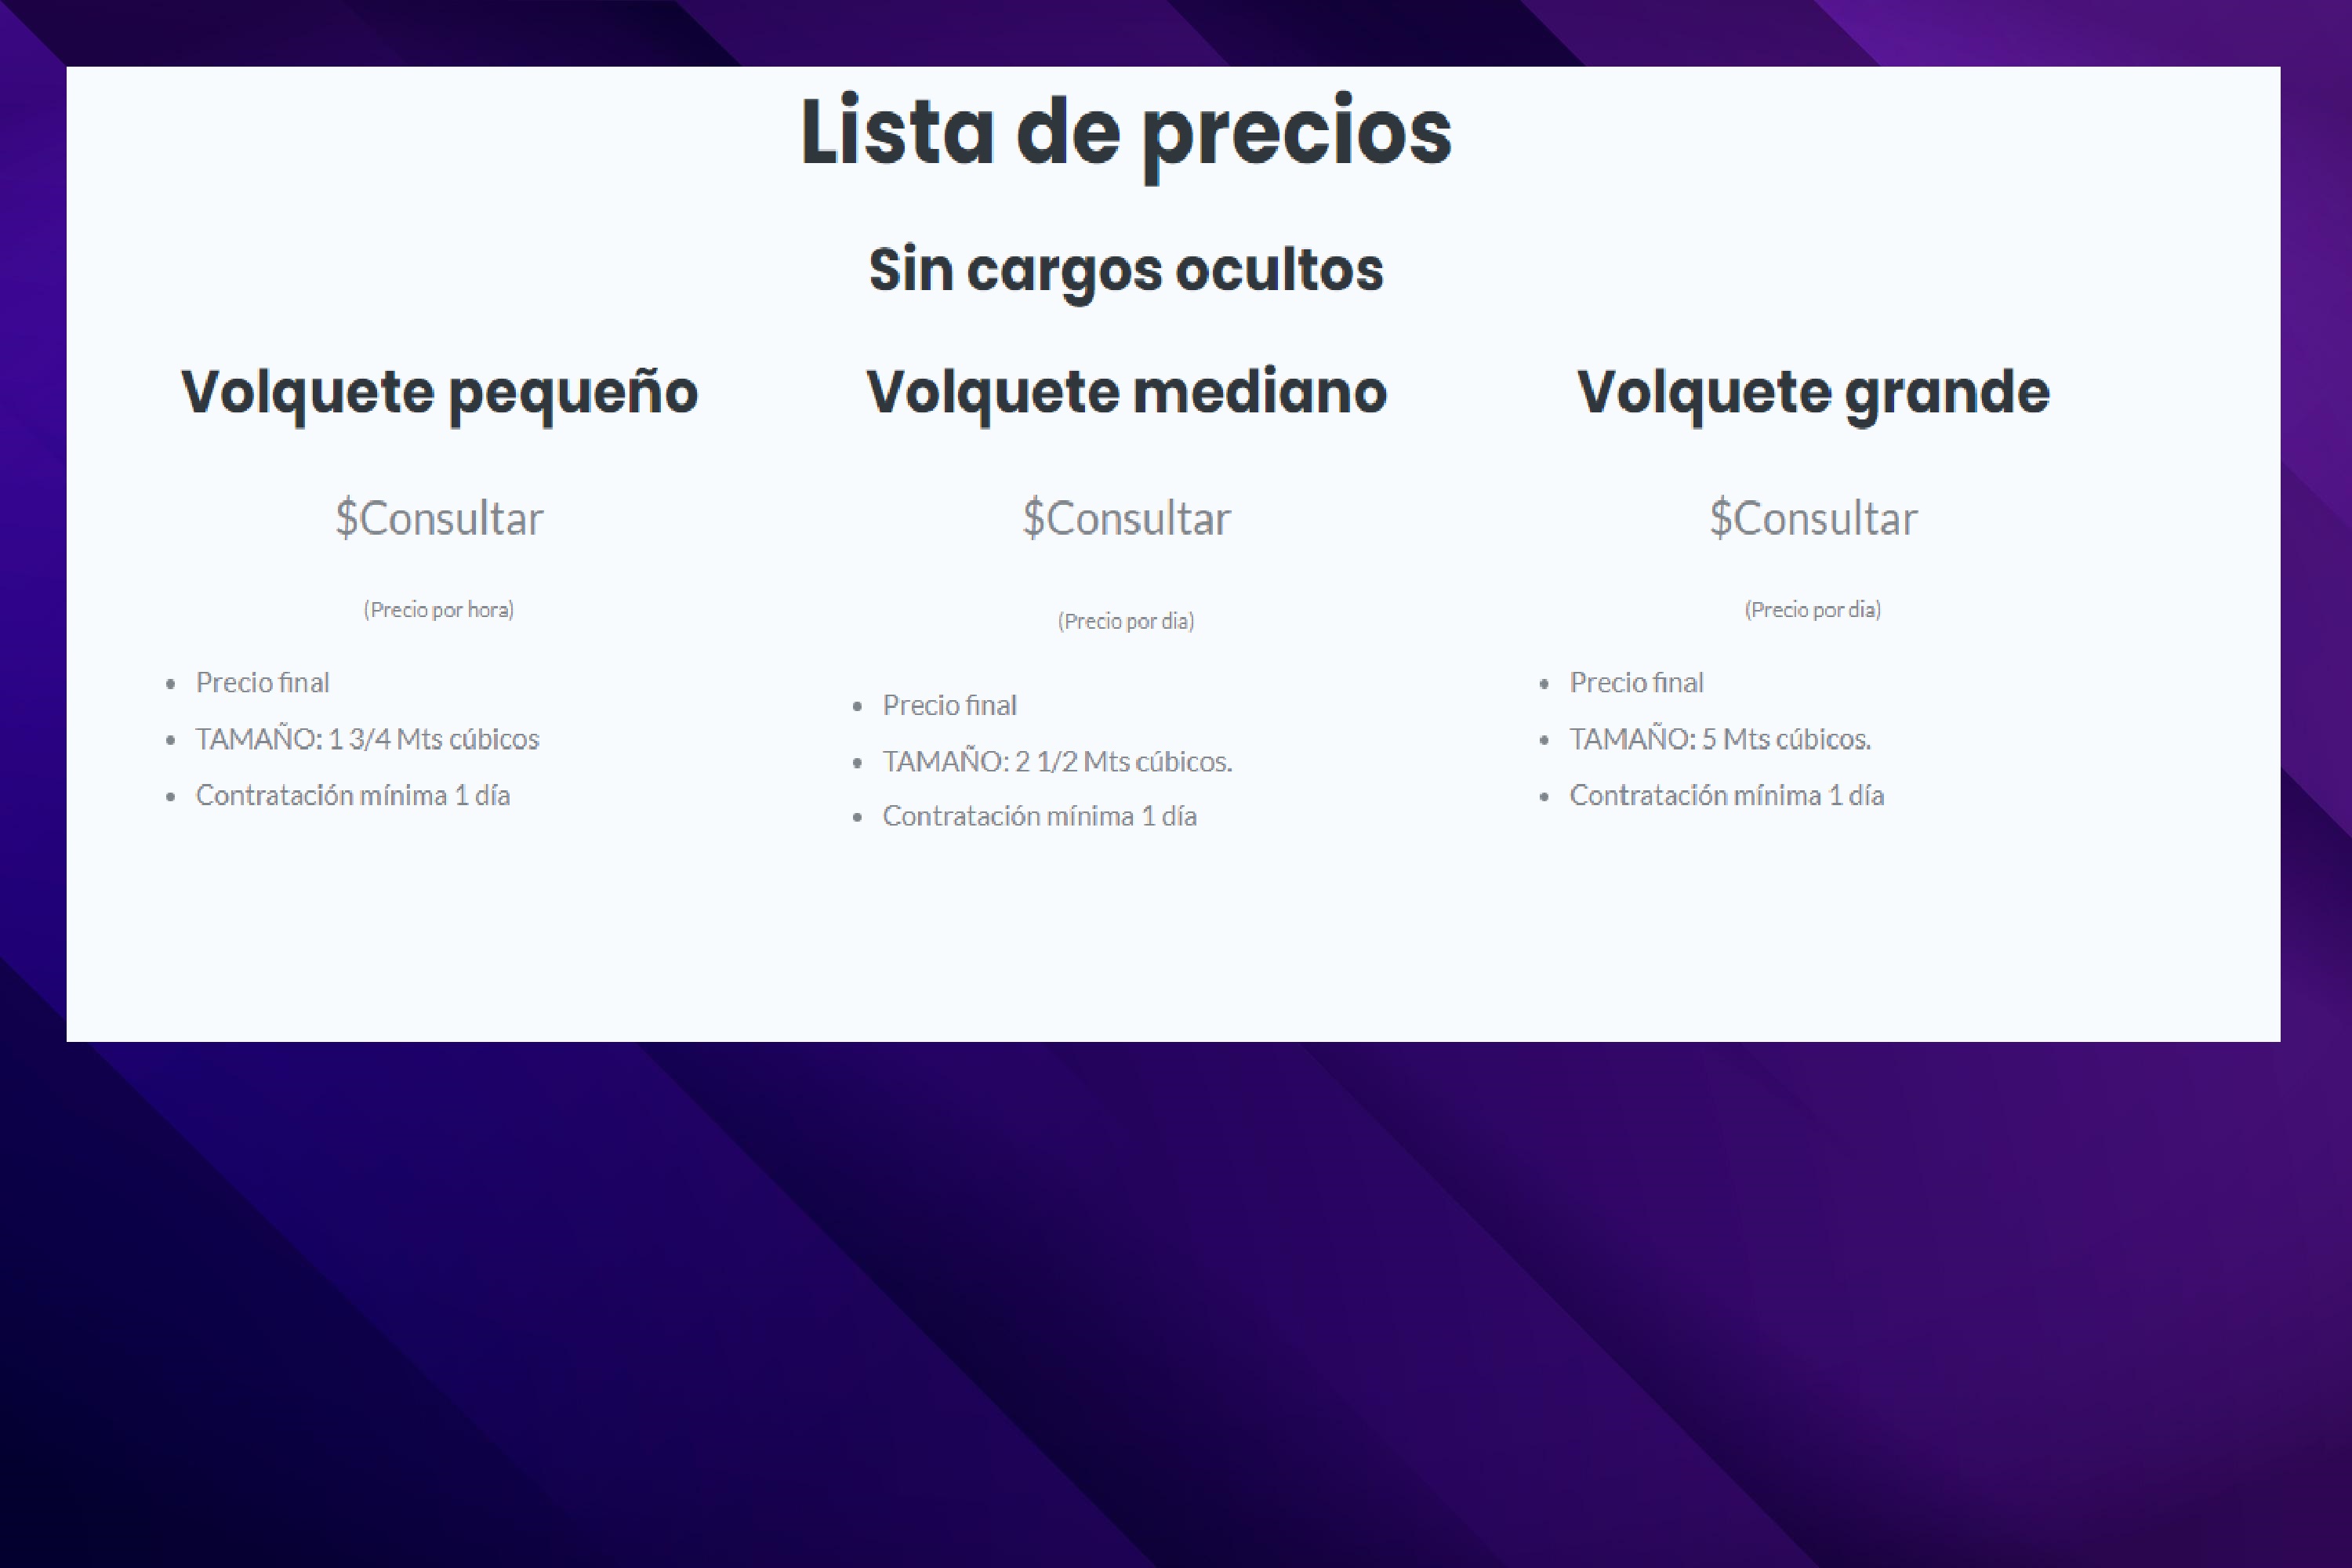 Lista de precios
Sin cargos ocultos
Volquete pequeño
$Consultar
(Precio por hora)
• Precio final
• TAMAÑO: 1 3/4 Mts cúbicos
• Contratación mínima 1 día
Volquete mediano
$Consultar
(Precio por dia)
• Precio final
• TAMAÑO: 2 1/2 Mts cúbicos.
• Contratación mínima 1 día
Volquete grande
$Consultar
(Precio por dia)
• Precio final
• TAMAÑO: 5 Mts cúbicos.
• Contratación mínima 1 día